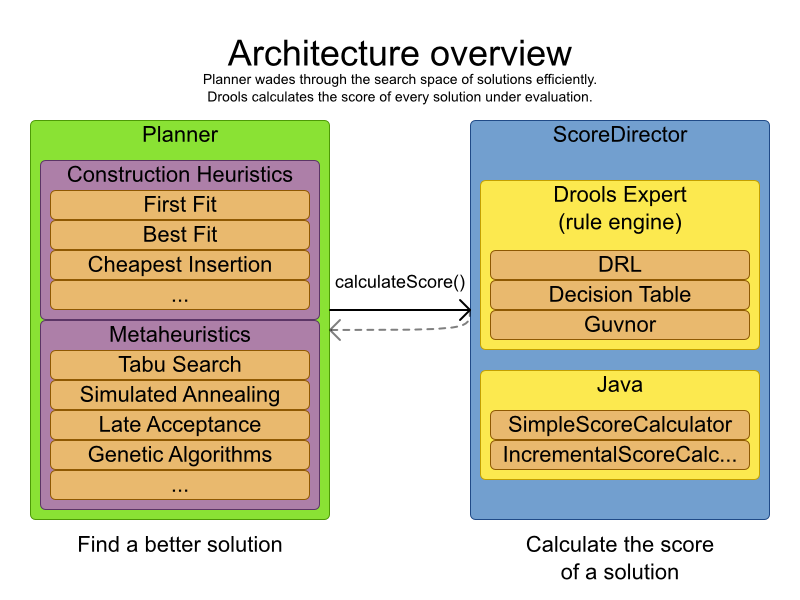 Architecture overview
Planner wades through the search space of solutions efficiently.
Drools calculates the score of every solution under evaluation.
Planner
Construction Heuristics
First Fit
Best Fit
Cheapest Insertion
...
Metaheuristics
Tabu Search
Simulated Annealing
Late Acceptance
Genetic Algorithms
...
Find a better solution
calculateScore()
ScoreDirector
Drools Expert
(rule engine)
DRL
Decision Table
Guvnor
Java
SimpleScoreCalculator
IncrementalScoreCalc...
Calculate the score
of a solution